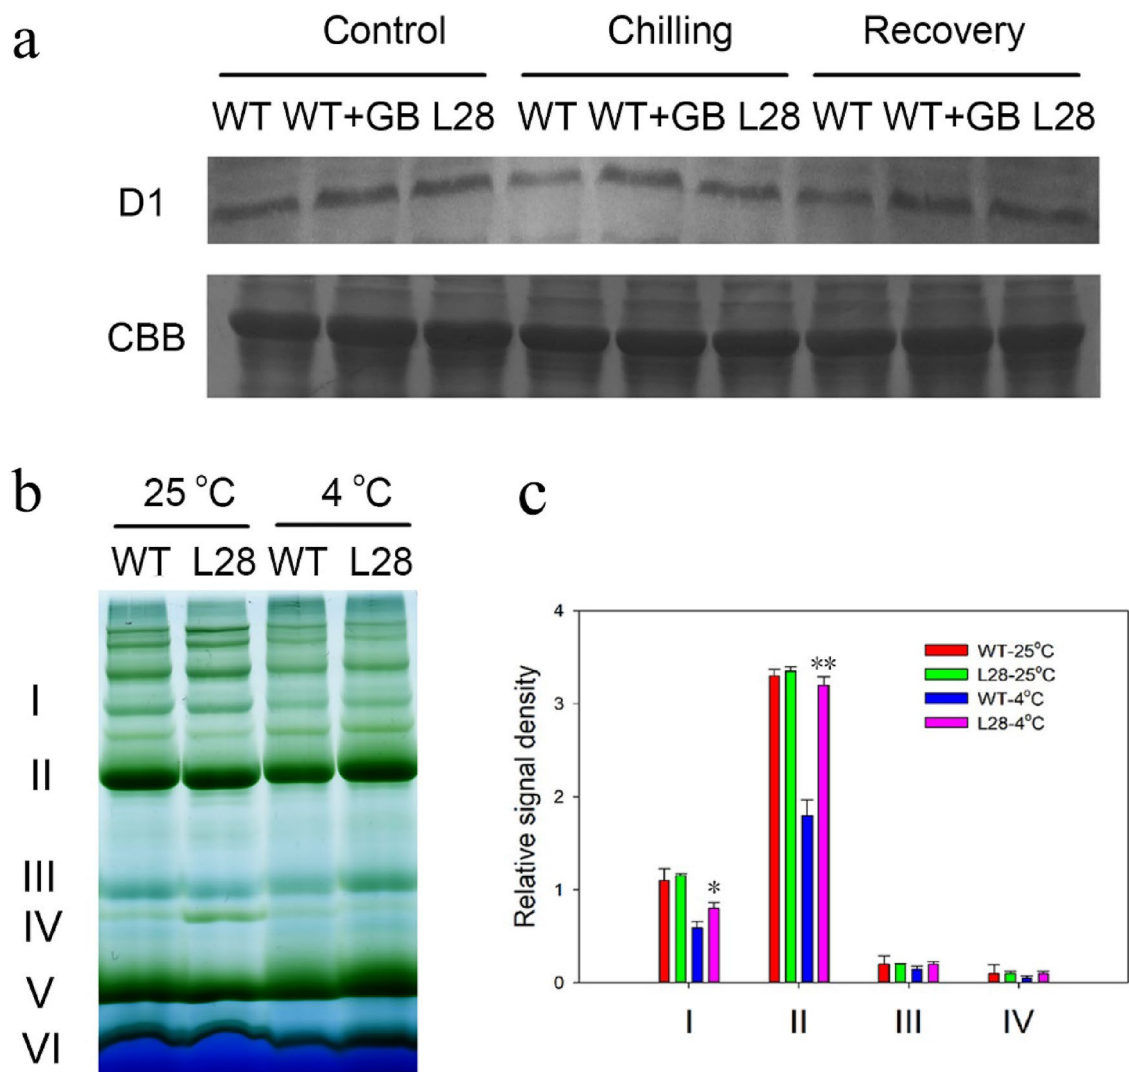 a
Control Chilling Recovery
WT WT+GB L28 WT WT+GB L28 WT WT+GB L28
D1
CBB
b
25 °C 4 °C
WT L28 WT L28
I
II
III
IV
V
VI
c
Relative signal density
4
3
2
1
0
WT-25°C
L28-25°C
WT-4°C
L28-4°C
*
**
I II III IV